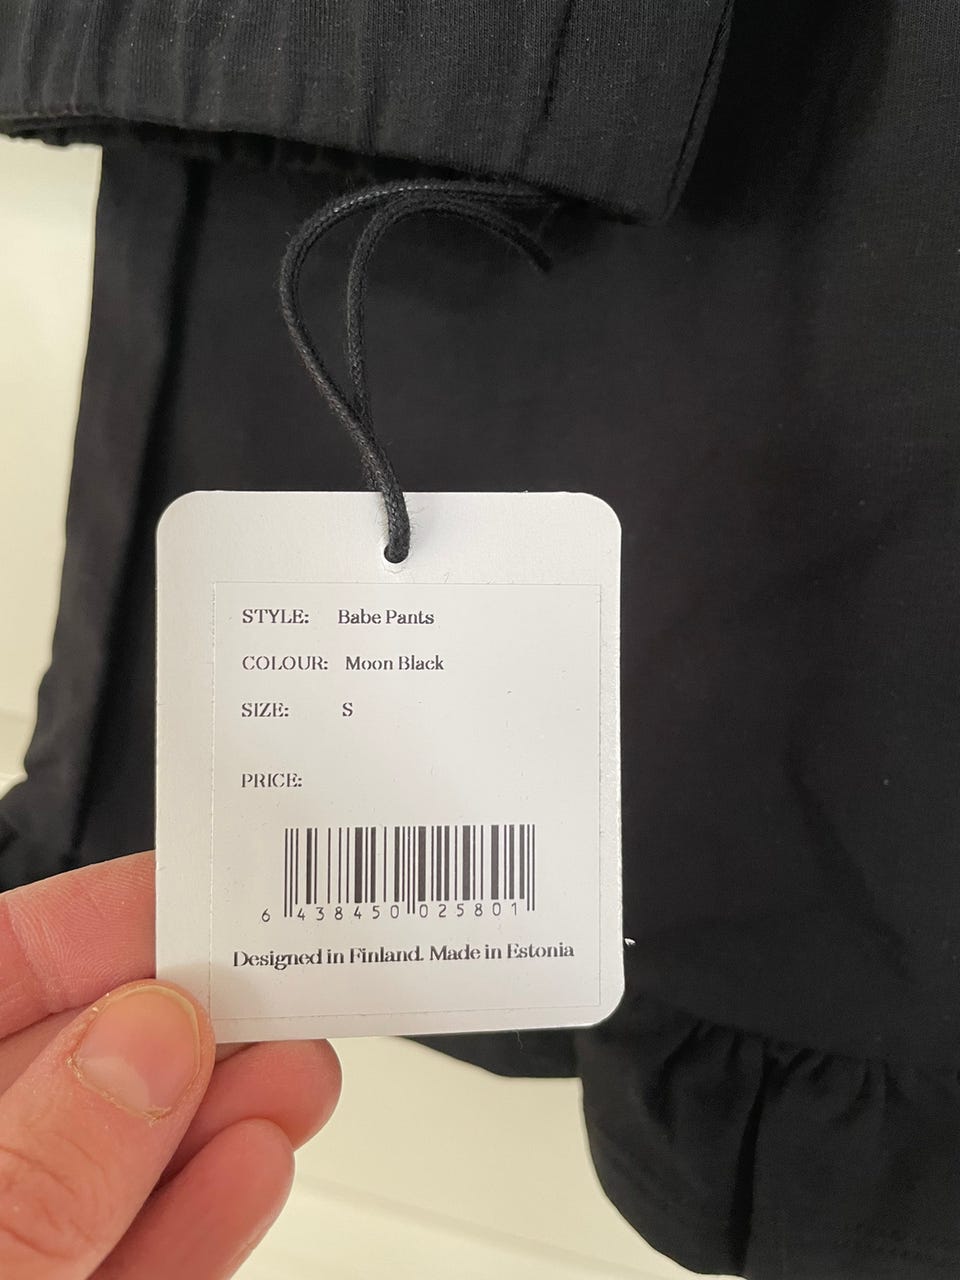 STYLE: Babe Pants
COLOUR: Moon Black
SIZE: S
PRICE:
6 438450 025801
Designed in Finland. Made in Estonia